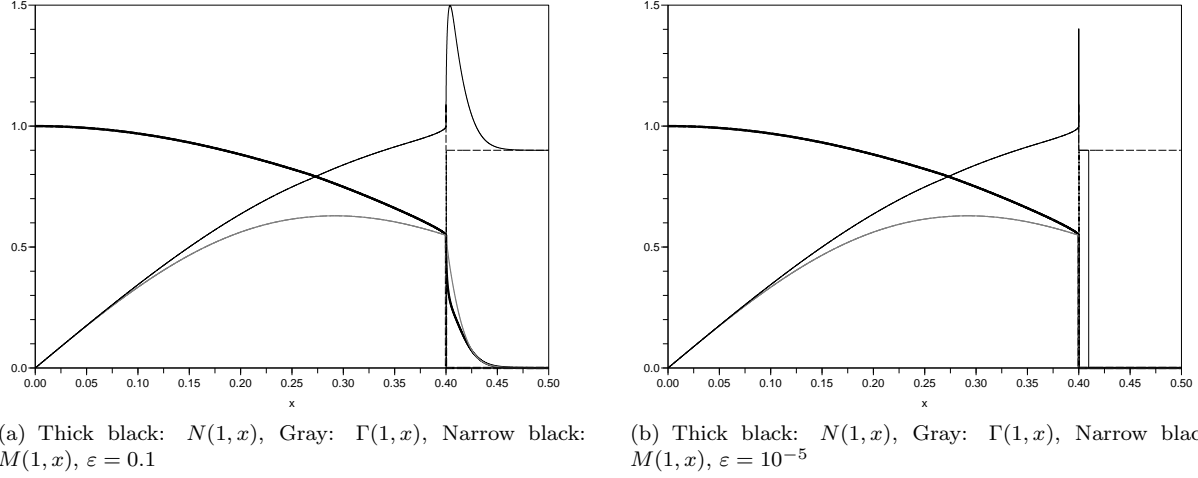 1.5
1.0
0.5
0.0
0.00 0.05 0.10 0.15 0.20 0.25 0.30 0.35 0.40 0.45 0.50
x
(a) Thick black: N(1, x), Gray: Γ(1, x), Narrow black:
M(1, x), ε = 0.1
1.5
1.0
0.5
0.0
0.00 0.05 0.10 0.15 0.20 0.25 0.30 0.35 0.40 0.45 0.50
x
(b) Thick black: N(1, x), Gray: Γ(1, x), Narrow blac
M(1, x), ε = 10⁻⁵